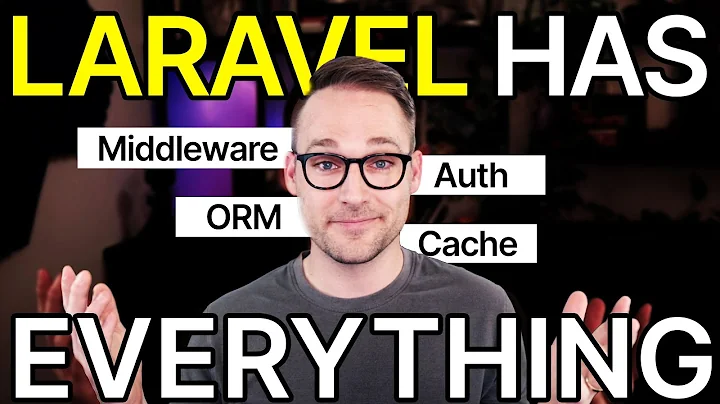 LARAVEL HAS
Middleware
Auth
ORM
Cache
EVERYTHING